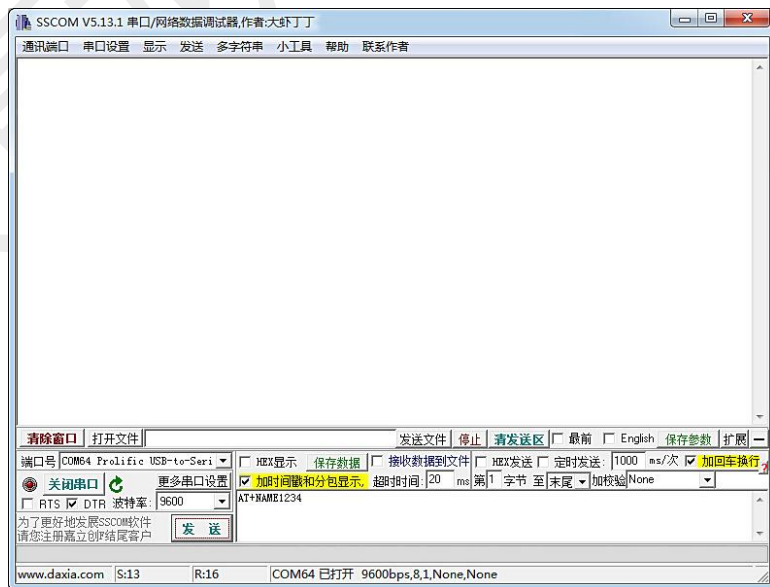 SSCOM V5.13.1 串口/网络数据调试器,作者:大虾丁丁
通讯端口 串口设置 显示 发送 多字符串 小工具 帮助 联系作者
清除窗口 打开文件 发送文件 停止 清发送区 最前 English 保存参数 扩展 —
端口号 COM64 Prolific USB-to-Seri HEX显示 保存数据 接收数据到文件 HEX发送 定时发送: 1000 ms/次 加回车换行
关闭串口 更多串口设置 加时间戳和分包显示, 超时时间: 20 ms 第 1 字节 至 末尾 加校验 None
RTS DTR 波特率: 9600 AT+NAME1234
为了更好地发展SSCOM软件
请您注册嘉立创F结尾客户 发 送
www.daxia.com S:13 R:16 COM64 已打开 9600bps,8,1,None,None